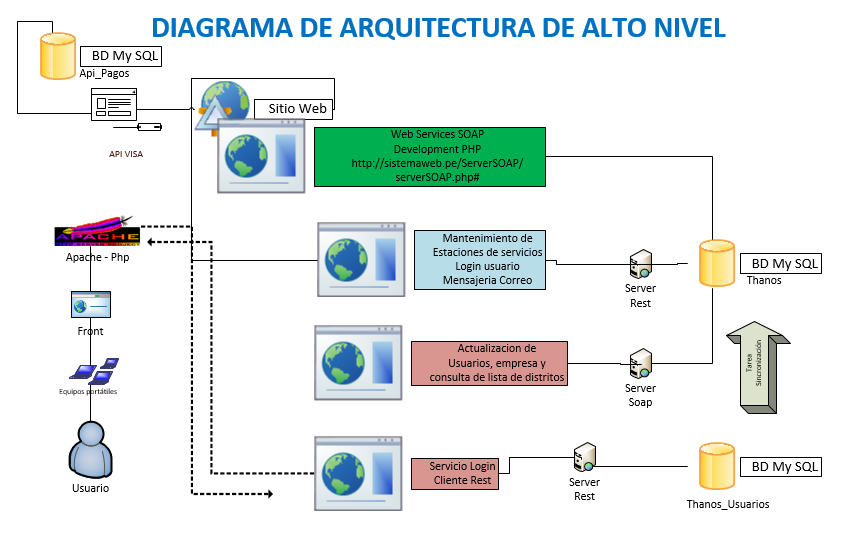 DIAGRAMA DE ARQUITECTURA DE ALTO NIVEL
BD My SQL
Api_Pagos
API VISA
Sitio Web
Web Services SOAP
Development PHP
http://sistemaweb.pe/ServerSOAP/
serverSOAP.php#
APACHE
Apache - Php
Front
Equipos portátiles
Usuario
Mantenimiento de
Estaciones de servicios
Login usuario
Mensajeria Correo
Server
Rest
BD My SQL
Thanos
Actualizacion de
Usuarios, empresa y
consulta de lista de distritos
Server
Soap
Tarea
Sincronización
Servicio Login
Cliente Rest
Server
Rest
BD My SQL
Thanos_Usuarios